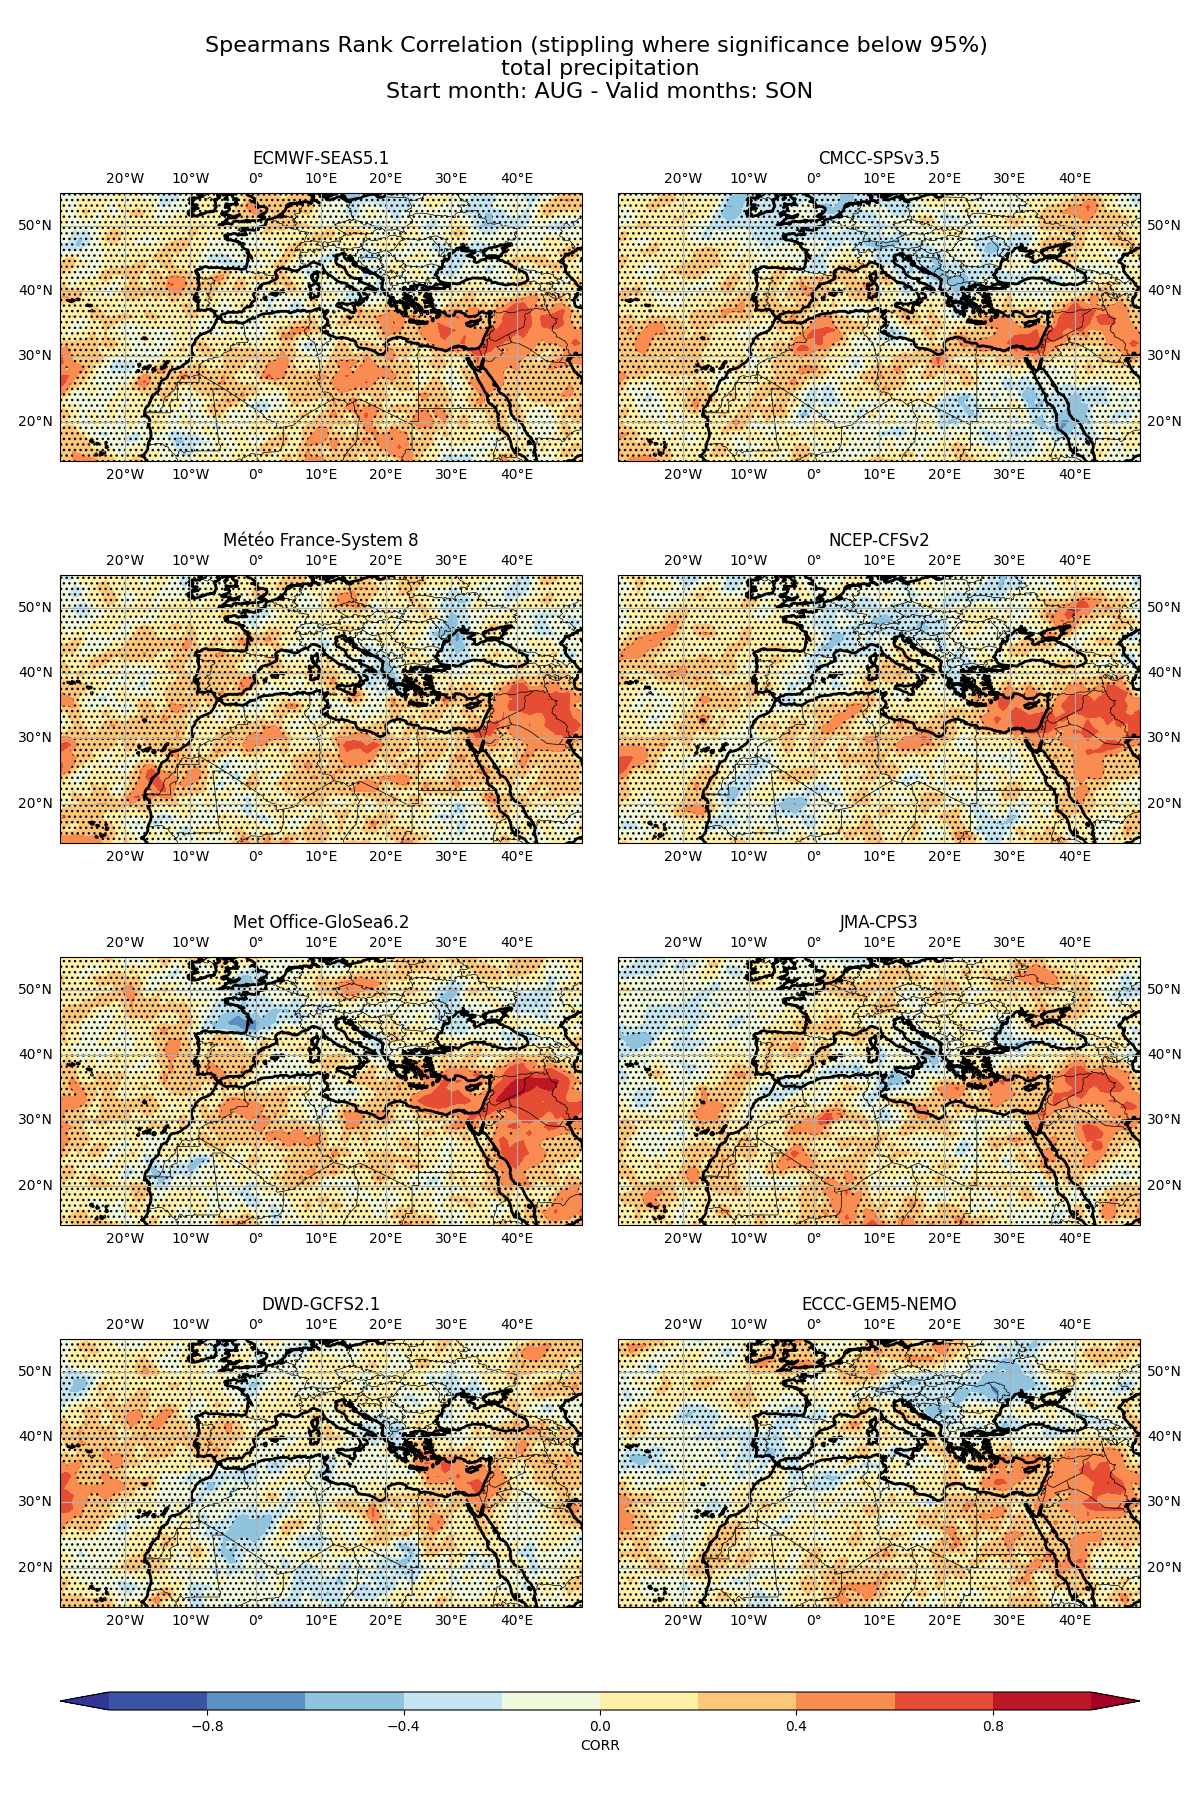 Spearmans Rank Correlation (stippling where significance below 95%)
total precipitation
Start month: AUG - Valid months: SON
ECMWF-SEAS5.1
20°W 10°W 0° 10°E 20°E 30°E 40°E
50°N
40°N
30°N
20°N
20°W 10°W 0° 10°E 20°E 30°E 40°E
CMCC-SPSv3.5
20°W 10°W 0° 10°E 20°E 30°E 40°E
50°N
40°N
30°N
20°N
20°W 10°W 0° 10°E 20°E 30°E 40°E
Météo France-System 8
20°W 10°W 0° 10°E 20°E 30°E 40°E
50°N
40°N
30°N
20°N
20°W 10°W 0° 10°E 20°E 30°E 40°E
NCEP-CFSv2
20°W 10°W 0° 10°E 20°E 30°E 40°E
50°N
40°N
30°N
20°N
20°W 10°W 0° 10°E 20°E 30°E 40°E
Met Office-GloSea6.2
20°W 10°W 0° 10°E 20°E 30°E 40°E
50°N
40°N
30°N
20°N
20°W 10°W 0° 10°E 20°E 30°E 40°E
JMA-CPS3
20°W 10°W 0° 10°E 20°E 30°E 40°E
50°N
40°N
30°N
20°N
20°W 10°W 0° 10°E 20°E 30°E 40°E
DWD-GCFS2.1
20°W 10°W 0° 10°E 20°E 30°E 40°E
50°N
40°N
30°N
20°N
20°W 10°W 0° 10°E 20°E 30°E 40°E
ECCC-GEM5-NEMO
20°W 10°W 0° 10°E 20°E 30°E 40°E
50°N
40°N
30°N
20°N
20°W 10°W 0° 10°E 20°E 30°E 40°E
−0.8 −0.4 0.0 0.4 0.8
CORR